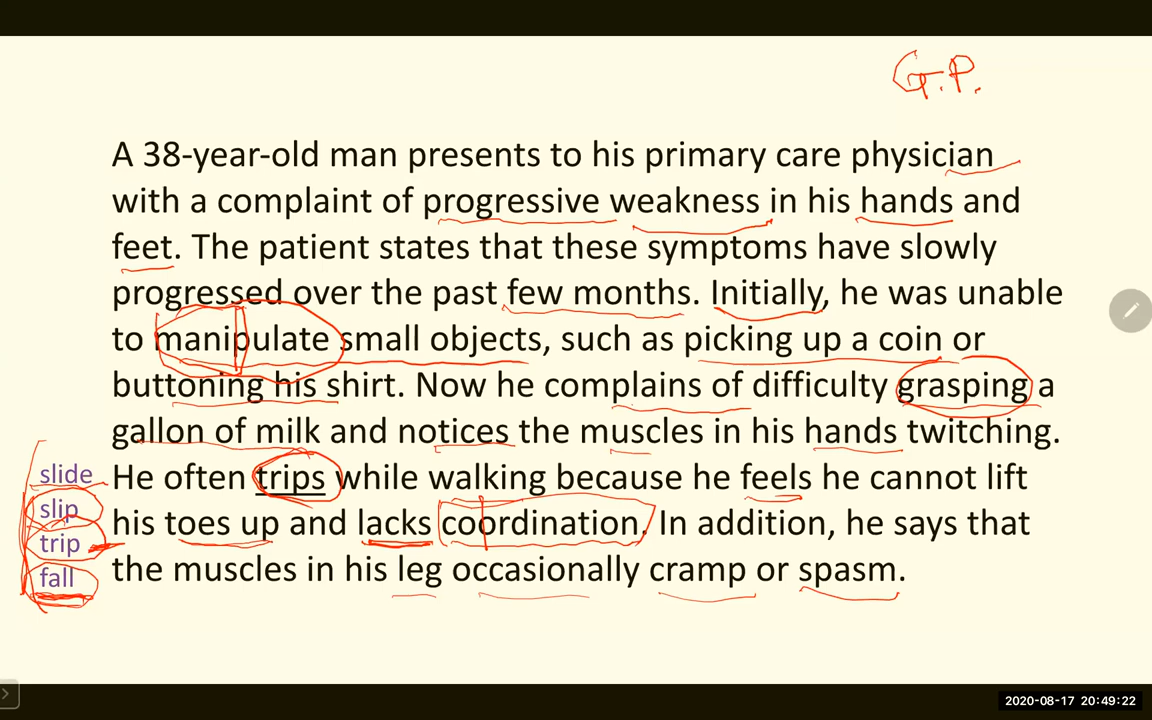 G.P.
A 38-year-old man presents to his primary care physician
with a complaint of progressive weakness in his hands and
feet. The patient states that these symptoms have slowly
progressed over the past few months. Initially, he was unable
to manipulate small objects, such as picking up a coin or
buttoning his shirt. Now he complains of difficulty grasping a
gallon of milk and notices the muscles in his hands twitching.
slide
He often trips while walking because he feels he cannot lift
slip
his toes up and lacks coordination. In addition, he says that
trip
the muscles in his leg occasionally cramp or spasm.
fall
2020-08-17 20:49:22